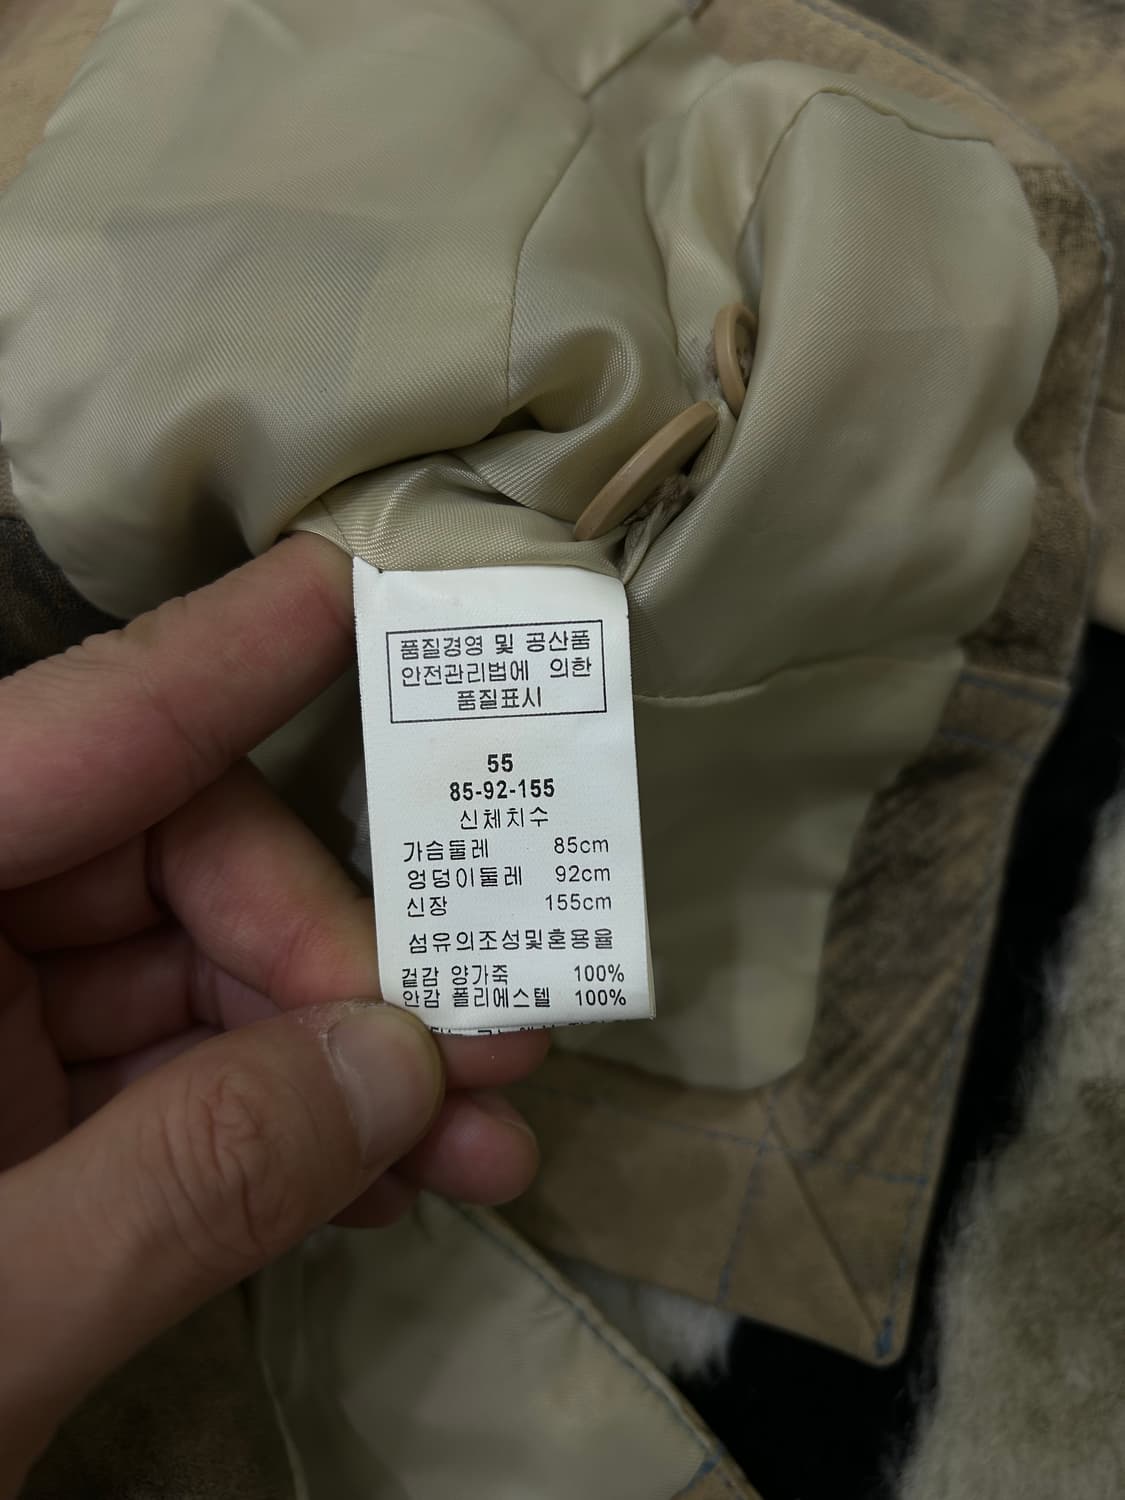 품질경영 및 공산품
안전관리법에 의한
품질표시
55
85-92-155
신체치수
가슴둘레 85cm
엉덩이둘레 92cm
신장 155cm
섬유의조성및혼용율
겉감 양가죽 100%
안감 폴리에스텔 100%